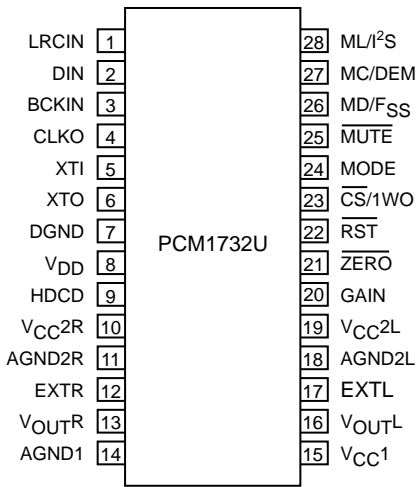 LRCIN 1 28 ML/I²S
DIN 2 27 MC/DEM
BCKIN 3 26 MD/FSS
CLKO 4 25 MUTE
XTI 5 24 MODE
XTO 6 23 CS/1WO
DGND 7 22 RST
PCM1732U
VDD 8 21 ZERO
HDCD 9 20 GAIN
VCC2R 10 19 VCC2L
AGND2R 11 18 AGND2L
EXTR 12 17 EXTL
VOUTR 13 16 VOUTL
AGND1 14 15 VCC1